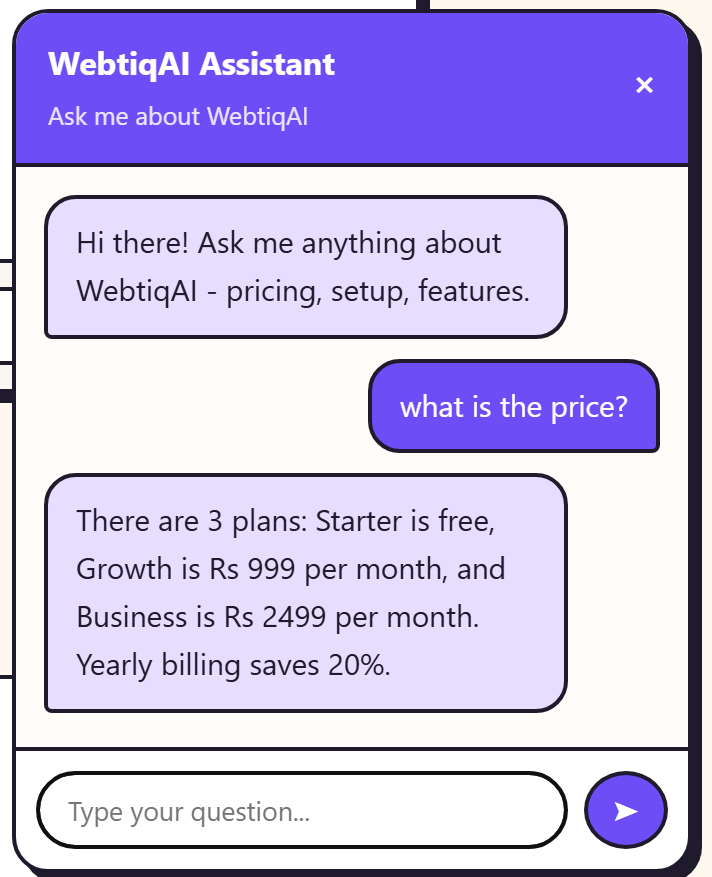 WebtiqAI Assistant
Ask me about WebtiqAI
×
Hi there! Ask me anything about
WebtiqAI - pricing, setup, features.
what is the price?
There are 3 plans: Starter is free,
Growth is Rs 999 per month, and
Business is Rs 2499 per month.
Yearly billing saves 20%.
Type your question...
➤